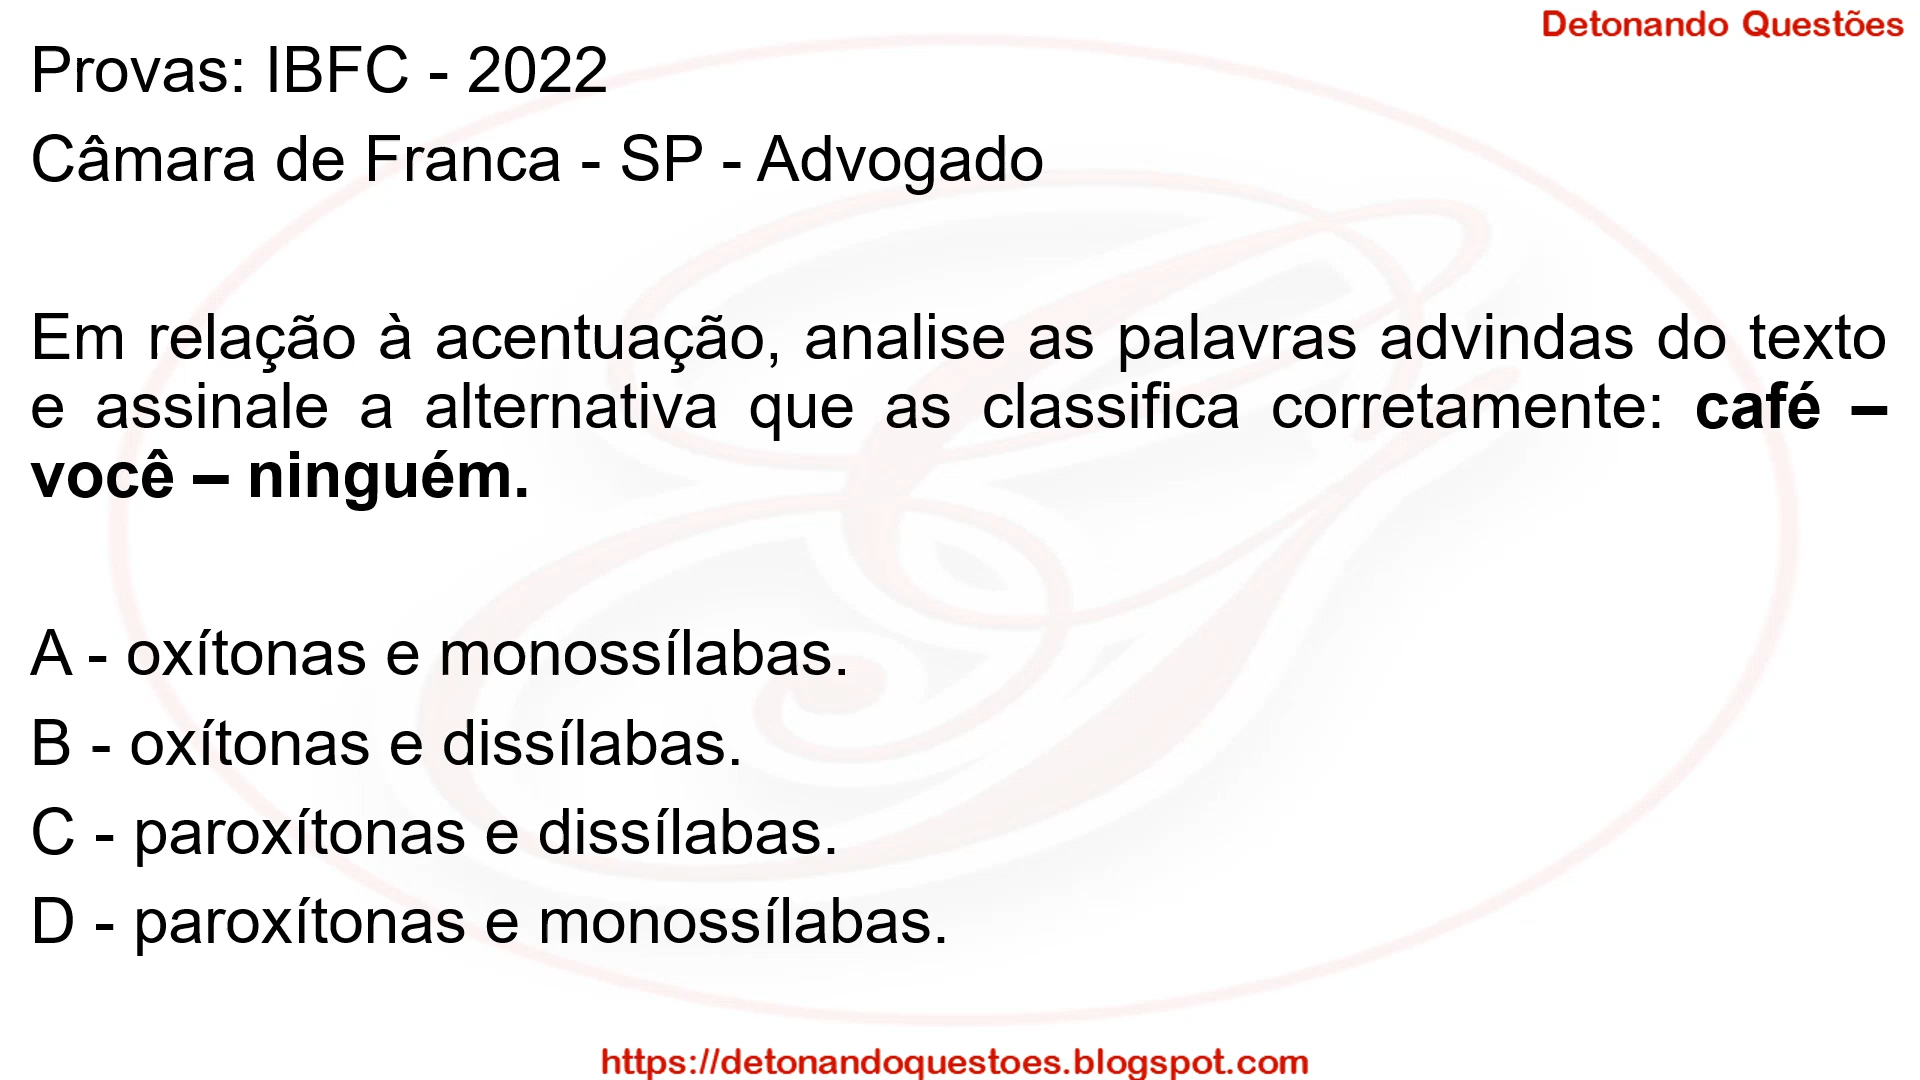 Detonando Questões
Provas: IBFC - 2022
Câmara de Franca - SP - Advogado
Em relação à acentuação, analise as palavras advindas do texto
e assinale a alternativa que as classifica corretamente: café –
você – ninguém.
A - oxítonas e monossílabas.
B - oxítonas e dissílabas.
C - paroxítonas e dissílabas.
D - paroxítonas e monossílabas.
https://detonandoquestoes.blogspot.com